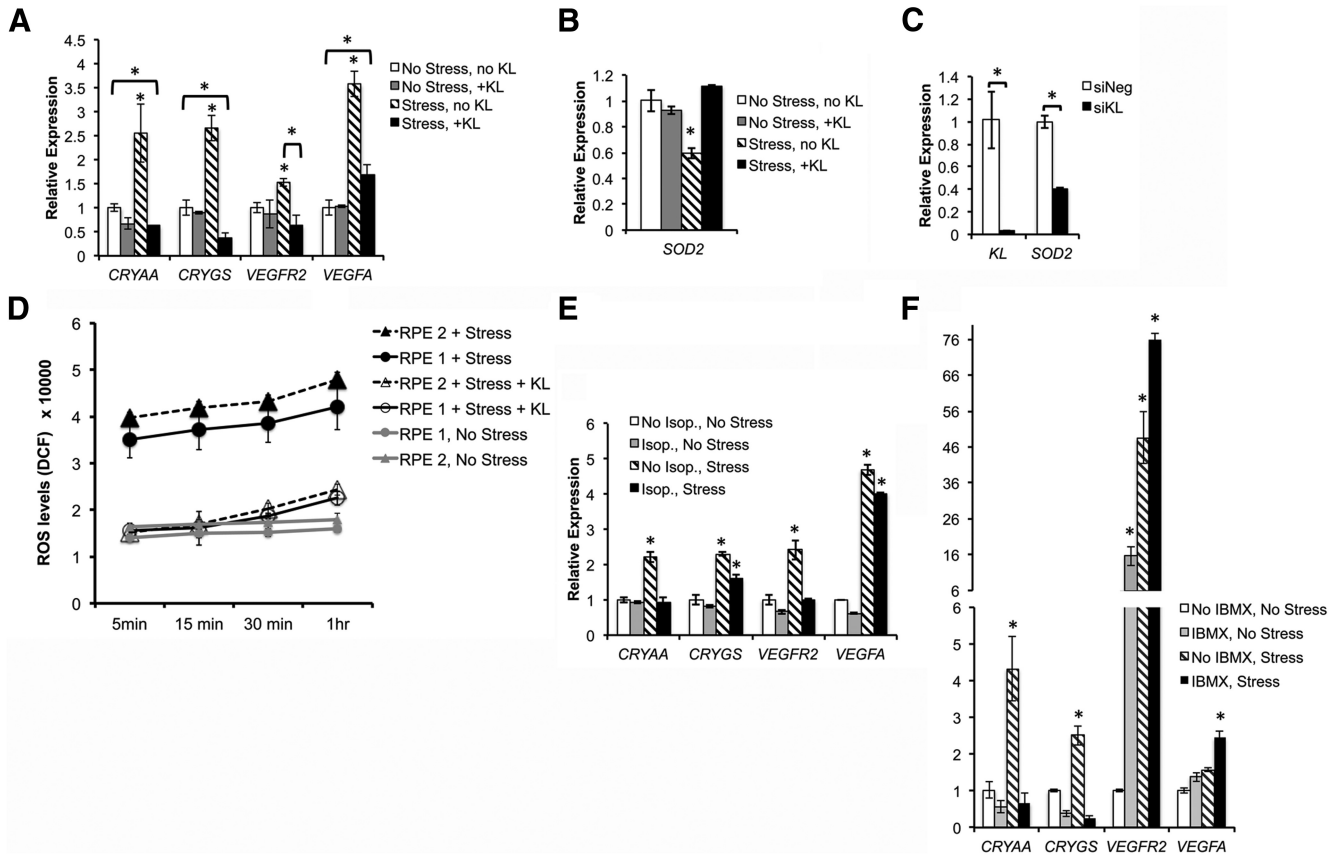 A
B
C
Relative Expression
4.5
4
3.5
3
2.5
2
1.5
1
0.5
0
* * * * * * * *
No Stress, no KL
No Stress, +KL
Stress, no KL
Stress, +KL
CRYAA CRYGS VEGFR2 VEGFA
Relative Expression
1.2
1
0.8
0.6
0.4
0.2
0
*
No Stress, no KL
No Stress, +KL
Stress, no KL
Stress, +KL
SOD2
Relative Expression
1.4
1.2
1
0.8
0.6
0.4
0.2
0
* *
siNeg
siKL
KL SOD2
D
E
F
ROS levels (DCF) x 10000
6
5
4
3
2
1
0
5min 15 min 30 min 1hr
RPE 2 + Stress
RPE 1 + Stress
RPE 2 + Stress + KL
RPE 1 + Stress + KL
RPE 1, No Stress
RPE 2, No Stress
Relative Expression
6
5
4
3
2
1
0
No Isop., No Stress
Isop., No Stress
No Isop., Stress
Isop., Stress
* * * * * *
CRYAA CRYGS VEGFR2 VEGFA
76
66
56
46
36
26
16
6
6
5
4
3
2
1
0
* * * * * *
No IBMX, No Stress
IBMX, No Stress
No IBMX, Stress
IBMX, Stress
CRYAA CRYGS VEGFR2 VEGFA